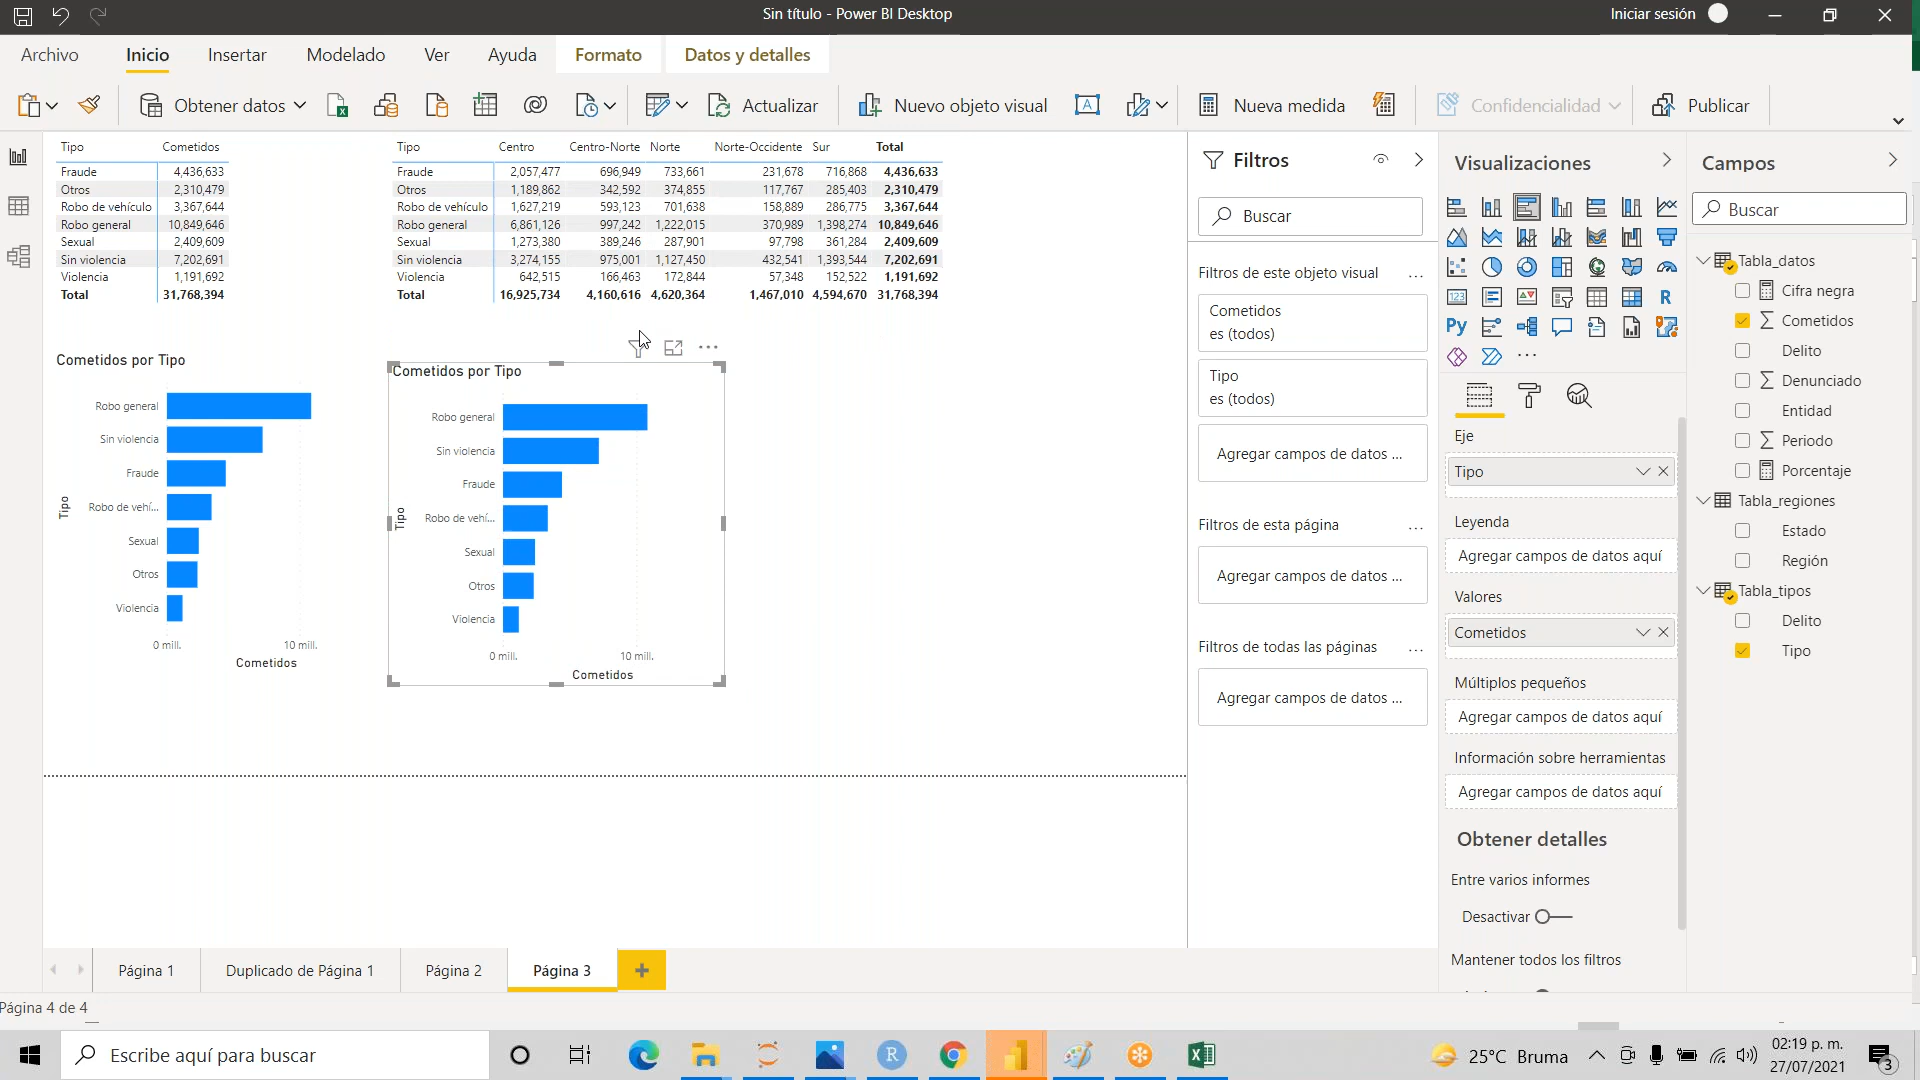 Sin título - Power BI Desktop
Iniciar sesión
Archivo Inicio Insertar Modelado Ver Ayuda Formato Datos y detalles
Obtener datos Actualizar Nuevo objeto visual A Nueva medida Confidencialidad Publicar
Tipo Cometidos
Fraude 4,436,633
Otros 2,310,479
Robo de vehículo 3,367,644
Robo general 10,849,646
Sexual 2,409,609
Sin violencia 7,202,691
Violencia 1,191,692
Total 31,768,394
Tipo Centro Centro-Norte Norte Norte-Occidente Sur Total
Fraude 2,057,477 696,949 733,661 231,678 716,868 4,436,633
Otros 1,189,862 342,592 374,855 117,767 285,403 2,310,479
Robo de vehículo 1,627,219 593,123 701,638 158,889 286,775 3,367,644
Robo general 6,861,126 997,242 1,222,015 370,989 1,398,274 10,849,646
Sexual 1,273,380 389,246 287,901 97,798 361,284 2,409,609
Sin violencia 3,274,155 975,001 1,127,450 432,541 1,393,544 7,202,691
Violencia 642,515 166,463 172,844 57,348 152,522 1,191,692
Total 16,925,734 4,160,616 4,620,364 1,467,010 4,594,670 31,768,394
Cometidos por Tipo
Tipo
Robo general
Sin violencia
Fraude
Robo de vehí...
Sexual
Otros
Violencia
0 mill. 10 mill.
Cometidos
Cometidos por Tipo
Tipo
Robo general
Sin violencia
Fraude
Robo de vehí...
Sexual
Otros
Violencia
0 mill. 10 mill.
Cometidos
Filtros
Buscar
Filtros de este objeto visual ...
Cometidos
es (todos)
Tipo
es (todos)
Agregar campos de datos ...
Filtros de esta página ...
Agregar campos de datos ...
Filtros de todas las páginas ...
Agregar campos de datos ...
Visualizaciones
123
R
Py
...
Eje
Tipo
Leyenda
Agregar campos de datos aquí
Valores
Cometidos
Múltiplos pequeños
Agregar campos de datos aquí
Información sobre herramientas
Agregar campos de datos aquí
Obtener detalles
Entre varios informes
Desactivar
Mantener todos los filtros
Campos
Buscar
Tabla_datos
Cifra negra
Σ Cometidos
Delito
Σ Denunciado
Entidad
Σ Periodo
Porcentaje
Tabla_regiones
Estado
Región
Tabla_tipos
Delito
Tipo
Página 1 Duplicado de Página 1 Página 2 Página 3 +
Página 4 de 4
Escribe aquí para buscar
R
25°C Bruma
02:19 p. m.
27/07/2021
3